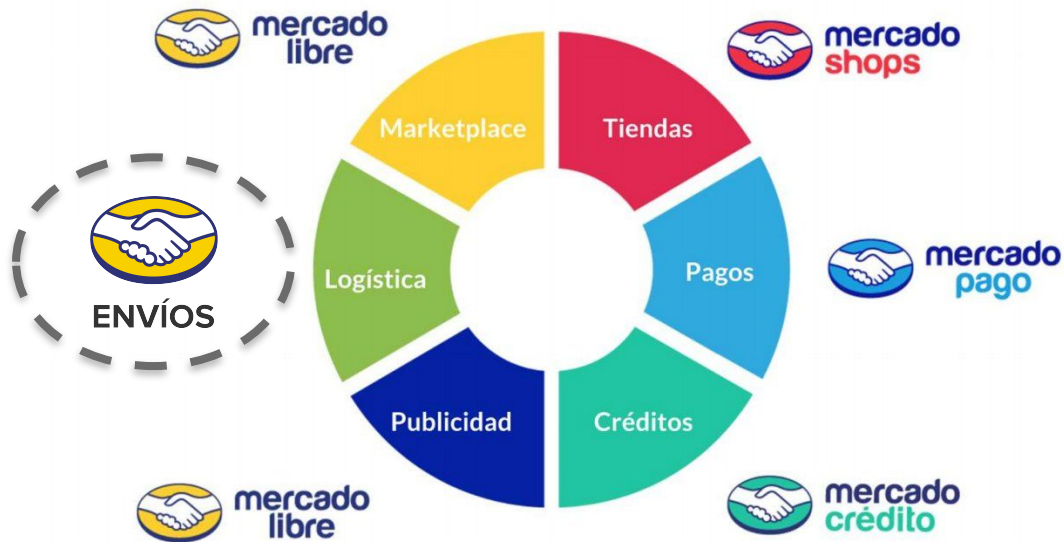 mercado
libre
mercado
shops
Marketplace
Tiendas
Logística
Pagos
ENVÍOS
mercado
pago
Publicidad
Créditos
mercado
libre
mercado
crédito